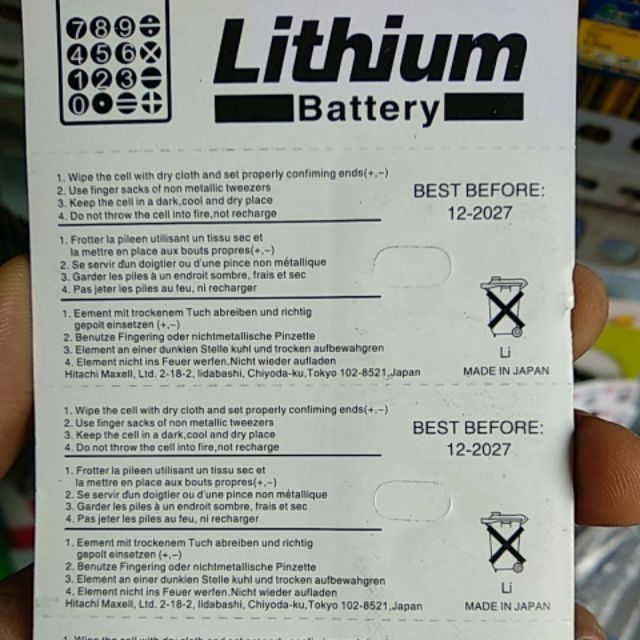 7 8 9 ÷
4 5 6 ×
1 2 3 −
0 • = +
Lithium
Battery
1. Wipe the cell with dry cloth and set properly confiming ends(+,−)
2. Use finger sacks of non metallic tweezers
3. Keep the cell in a dark,cool and dry place
4. Do not throw the cell into fire,not recharge
BEST BEFORE:
12-2027
1. Frotter la pileen utilisant un tissu sec et
la mettre en place aux bouts propres(+,−)
2. Se servir dun doigtier ou d'une pince non métallique
3. Garder les piles à un endroit sombre, frais et sec
4. Pas jeter les piles au feu, ni recharger
1. Eement mit trockenem Tuch abreiben und richtig
gepolt einsetzen (+,−)
2. Benutze Fingering oder nichtmetallische Pinzette
3. Element an einer dunklen Stelle kuhl und trocken aufbewahrgen
4. Element nicht ins Feuer werfen.Nicht wieder aufladen
Hitachi Maxell, Ltd. 2-18-2, Iidabashi, Chiyoda-ku,Tokyo 102-8521,Japan
Li
MADE IN JAPAN
1. Wipe the cell with dry cloth and set properly confiming ends(+,−)
2. Use finger sacks of non metallic tweezers
3. Keep the cell in a dark,cool and dry place
4. Do not throw the cell into fire,not recharge
BEST BEFORE:
12-2027
1. Frotter la pileen utilisant un tissu sec et
la mettre en place aux bouts propres(+,−)
2. Se servir dun doigtier ou d'une pince non métallique
3. Garder les piles à un endroit sombre, frais et sec
4. Pas jeter les piles au feu, ni recharger
1. Eement mit trockenem Tuch abreiben und richtig
gepolt einsetzen (+,−)
2. Benutze Fingering oder nichtmetallische Pinzette
3. Element an einer dunklen Stelle kuhl und trocken aufbewahrgen
4. Element nicht ins Feuer werfen.Nicht wieder aufladen
Hitachi Maxell, Ltd. 2-18-2, Iidabashi, Chiyoda-ku,Tokyo 102-8521,Japan
Li
MADE IN JAPAN